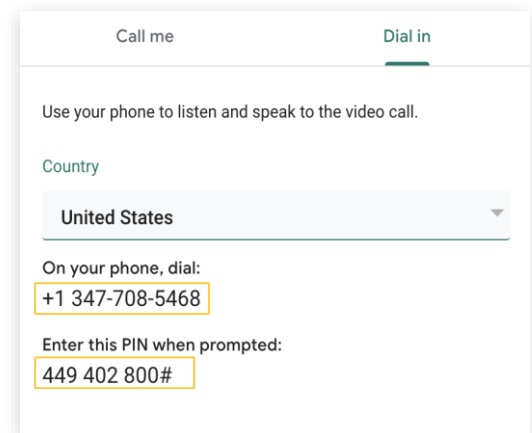 Call me Dial in
Use your phone to listen and speak to the video call.
Country
United States
On your phone, dial:
+1 347-708-5468
Enter this PIN when prompted:
449 402 800#